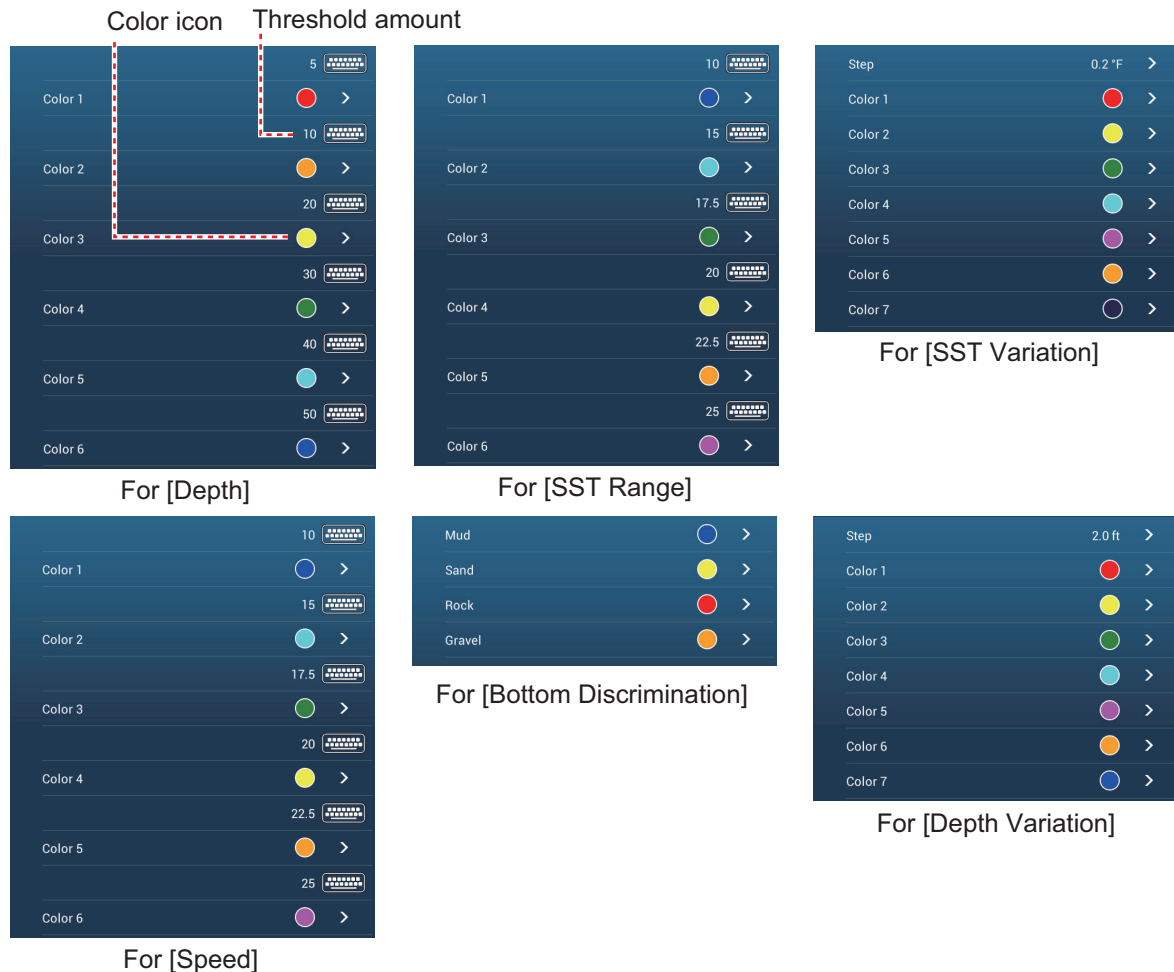 Color icon
Threshold amount
5
Color 1
10
Color 2
20
Color 3
30
Color 4
40
Color 5
50
Color 6
For [Depth]
10
Color 1
15
Color 2
17.5
Color 3
20
Color 4
22.5
Color 5
25
Color 6
For [SST Range]
Step 0.2 °F
Color 1
Color 2
Color 3
Color 4
Color 5
Color 6
Color 7
For [SST Variation]
10
Color 1
15
Color 2
17.5
Color 3
20
Color 4
22.5
Color 5
25
Color 6
For [Speed]
Mud
Sand
Rock
Gravel
For [Bottom Discrimination]
Step 2.0 ft
Color 1
Color 2
Color 3
Color 4
Color 5
Color 6
Color 7
For [Depth Variation]